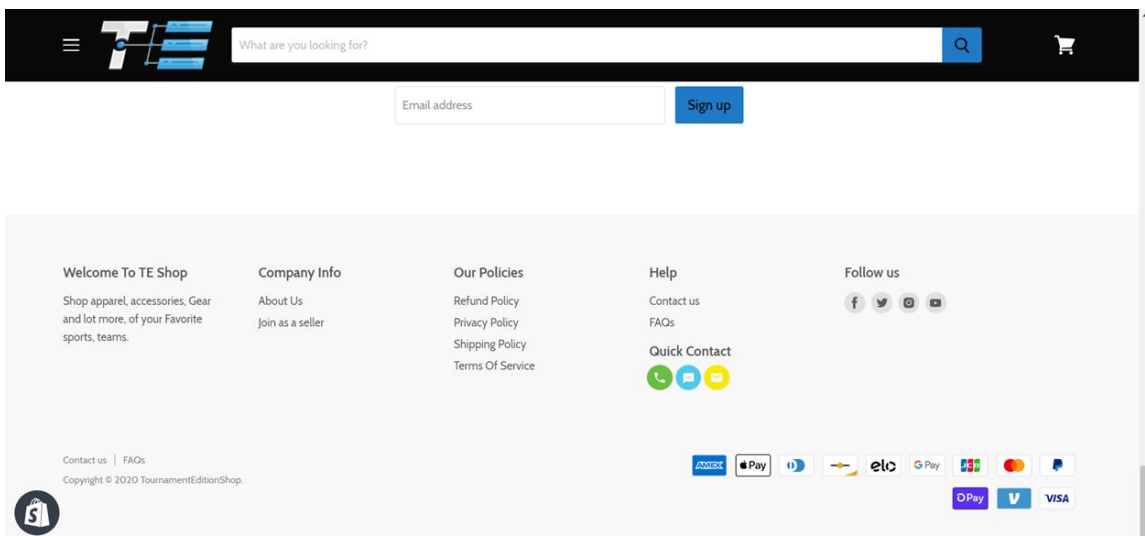 TE
What are you looking for?
Email address
Sign up
Welcome To TE Shop
Shop apparel, accessories, Gear
and lot more, of your Favorite
sports, teams.
Company Info
About Us
Join as a seller
Our Policies
Refund Policy
Privacy Policy
Shipping Policy
Terms Of Service
Help
Contact us
FAQs
Quick Contact
Follow us
Contact us | FAQs
Copyright © 2020 TournamentEditionShop.
AMEX Pay elo G Pay JCB
OPay V VISA